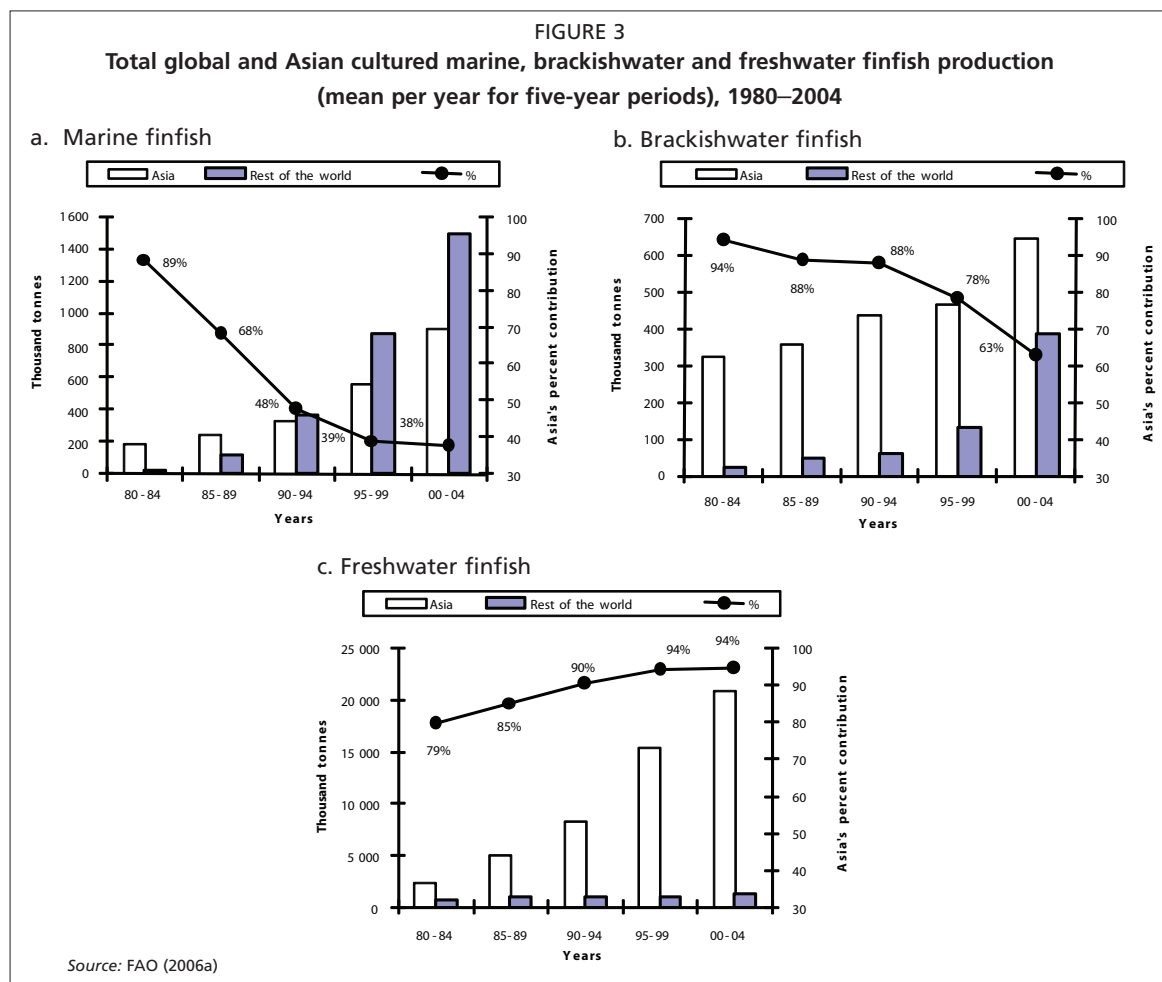 FIGURE 3
Total global and Asian cultured marine, brackishwater and freshwater finfish production
(mean per year for five-year periods), 1980–2004
a. Marine finfish
Asia Rest of the world %
Thousand tonnes
1 600
1 400
1 200
1 000
800
600
400
200
0
89%
68%
48%
39%
38%
100
90
80
70
60
50
40
30
Asia's percent contribution
80 - 84 85 - 89 90 - 94 95 - 99 00 - 04
Years
b. Brackishwater finfish
Asia Rest of the world %
Thousand tonnes
700
600
500
400
300
200
100
0
94%
88%
88%
78%
63%
100
90
80
70
60
50
40
30
Asia's percent contribution
80 - 84 85 - 89 90 - 94 95 - 99 00 - 04
Years
c. Freshwater finfish
Asia Rest of the world %
Thousand tonnes
25 000
20 000
15 000
10 000
5 000
0
79%
85%
90%
94%
94%
100
90
80
70
60
50
40
30
Asia's percent contribution
80 - 84 85 - 89 90 - 94 95 - 99 00 - 04
Years
Source: FAO (2006a)